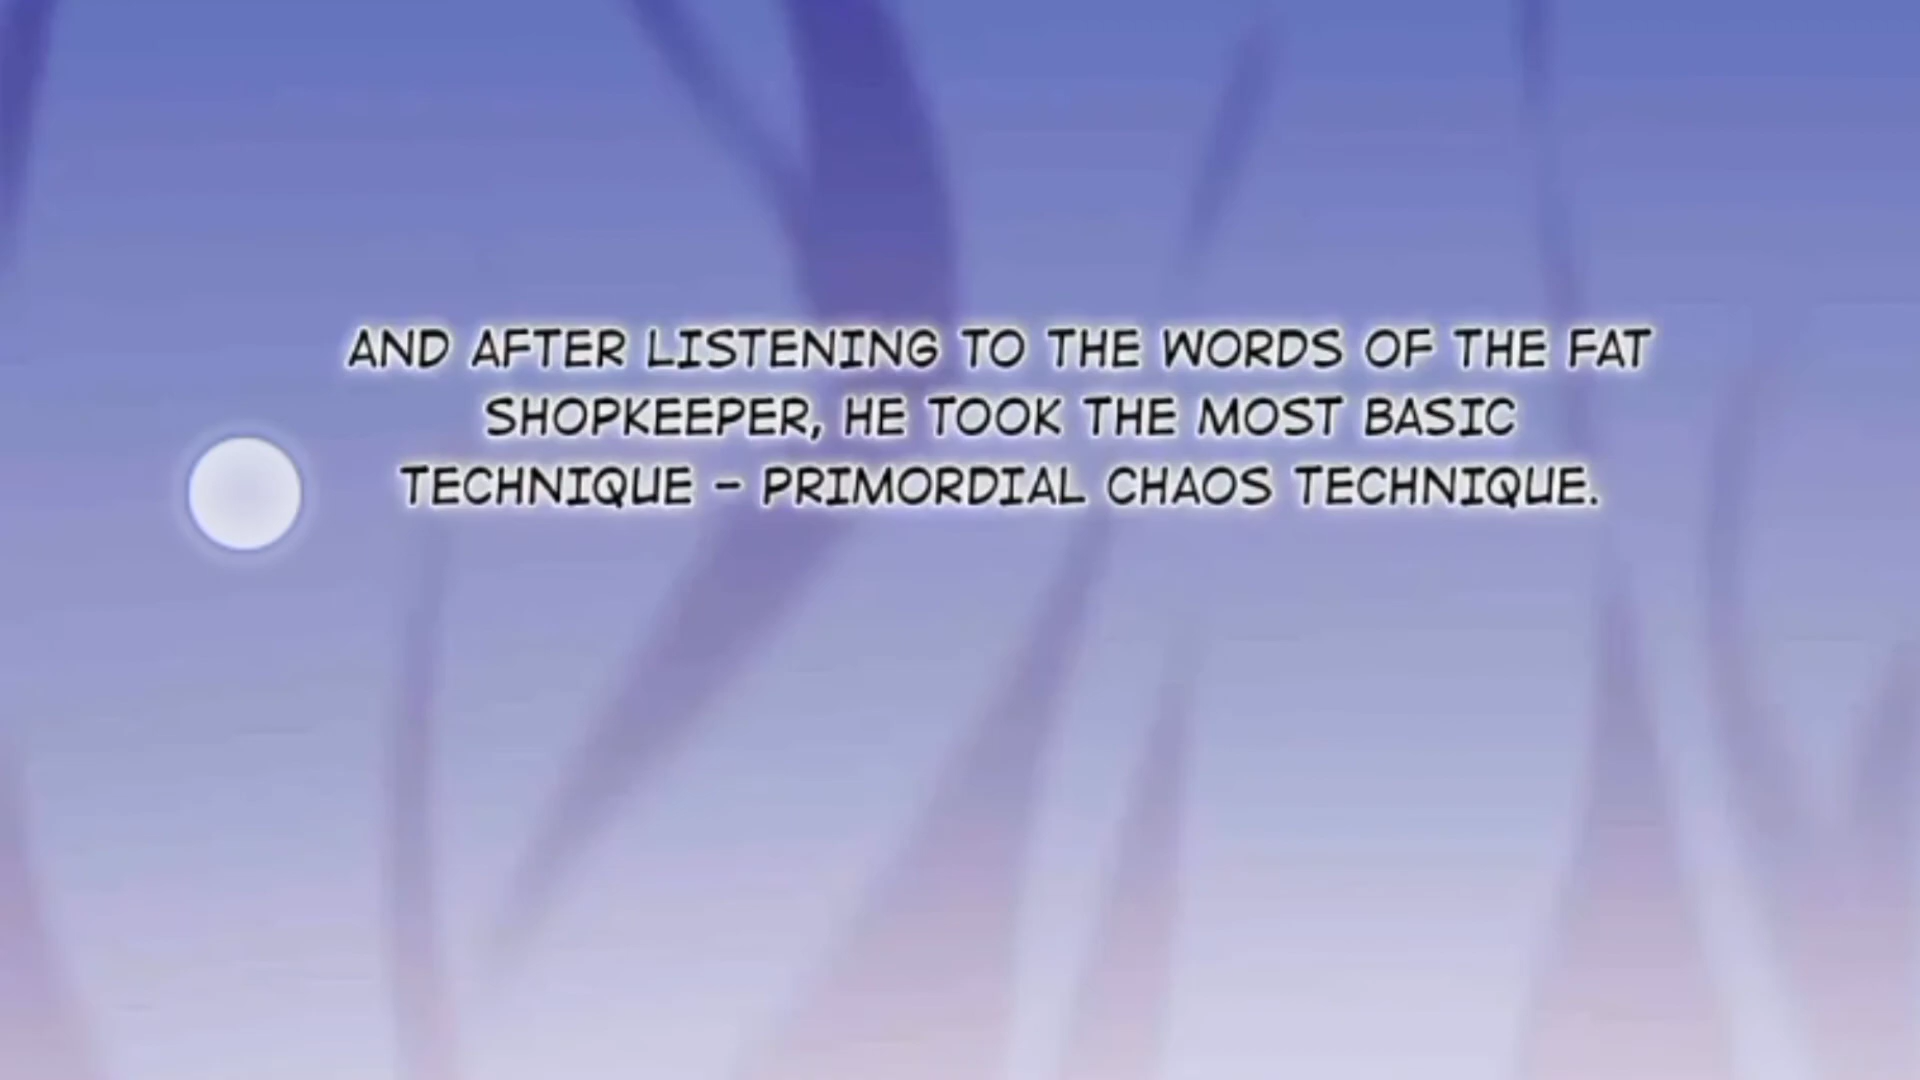 AND AFTER LISTENING TO THE WORDS OF THE FAT
SHOPKEEPER, HE TOOK THE MOST BASIC
TECHNIQUE - PRIMORDIAL CHAOS TECHNIQUE.